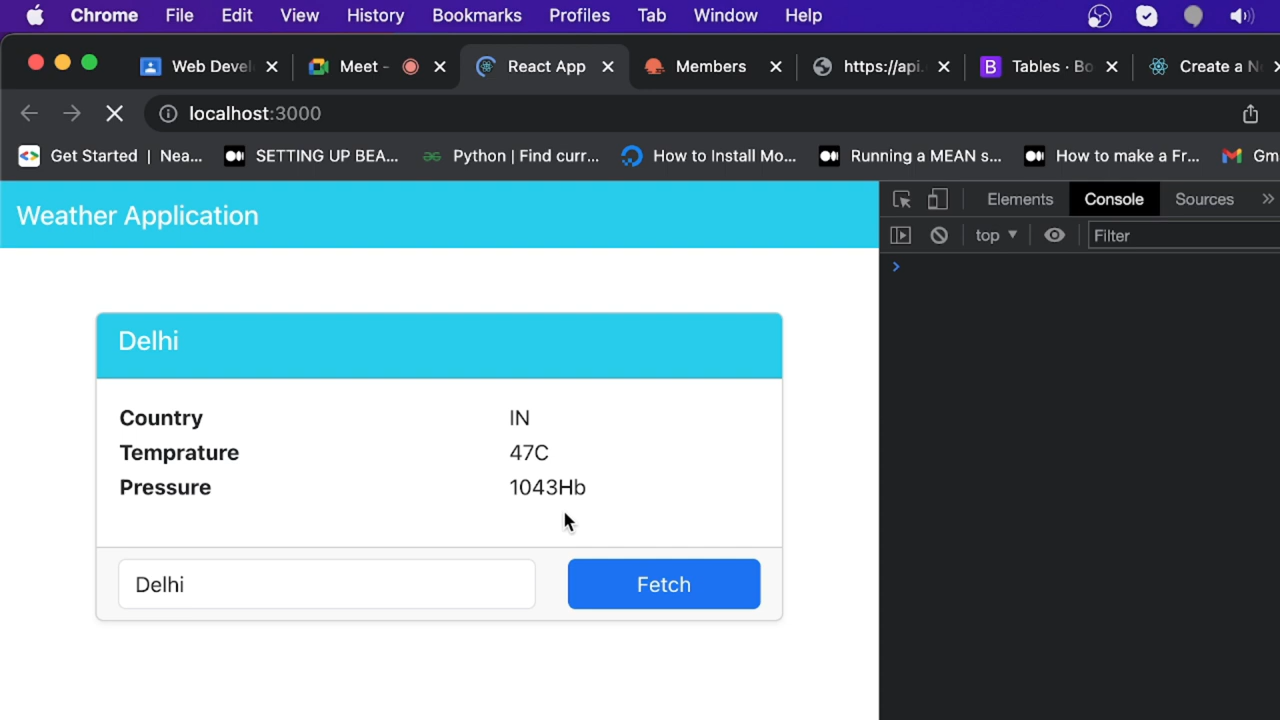 Chrome File Edit View History Bookmarks Profiles Tab Window Help
Web Devel Meet - React App Members https://api. B Tables · Bo Create a N
localhost:3000
Get Started | Nea... SETTING UP BEA... Python | Find curr... How to Install Mo... Running a MEAN s... How to make a Fr... Gm
Weather Application
Elements Console Sources »
top Filter
Delhi
Country IN
Temprature 47C
Pressure 1043Hb
Delhi Fetch